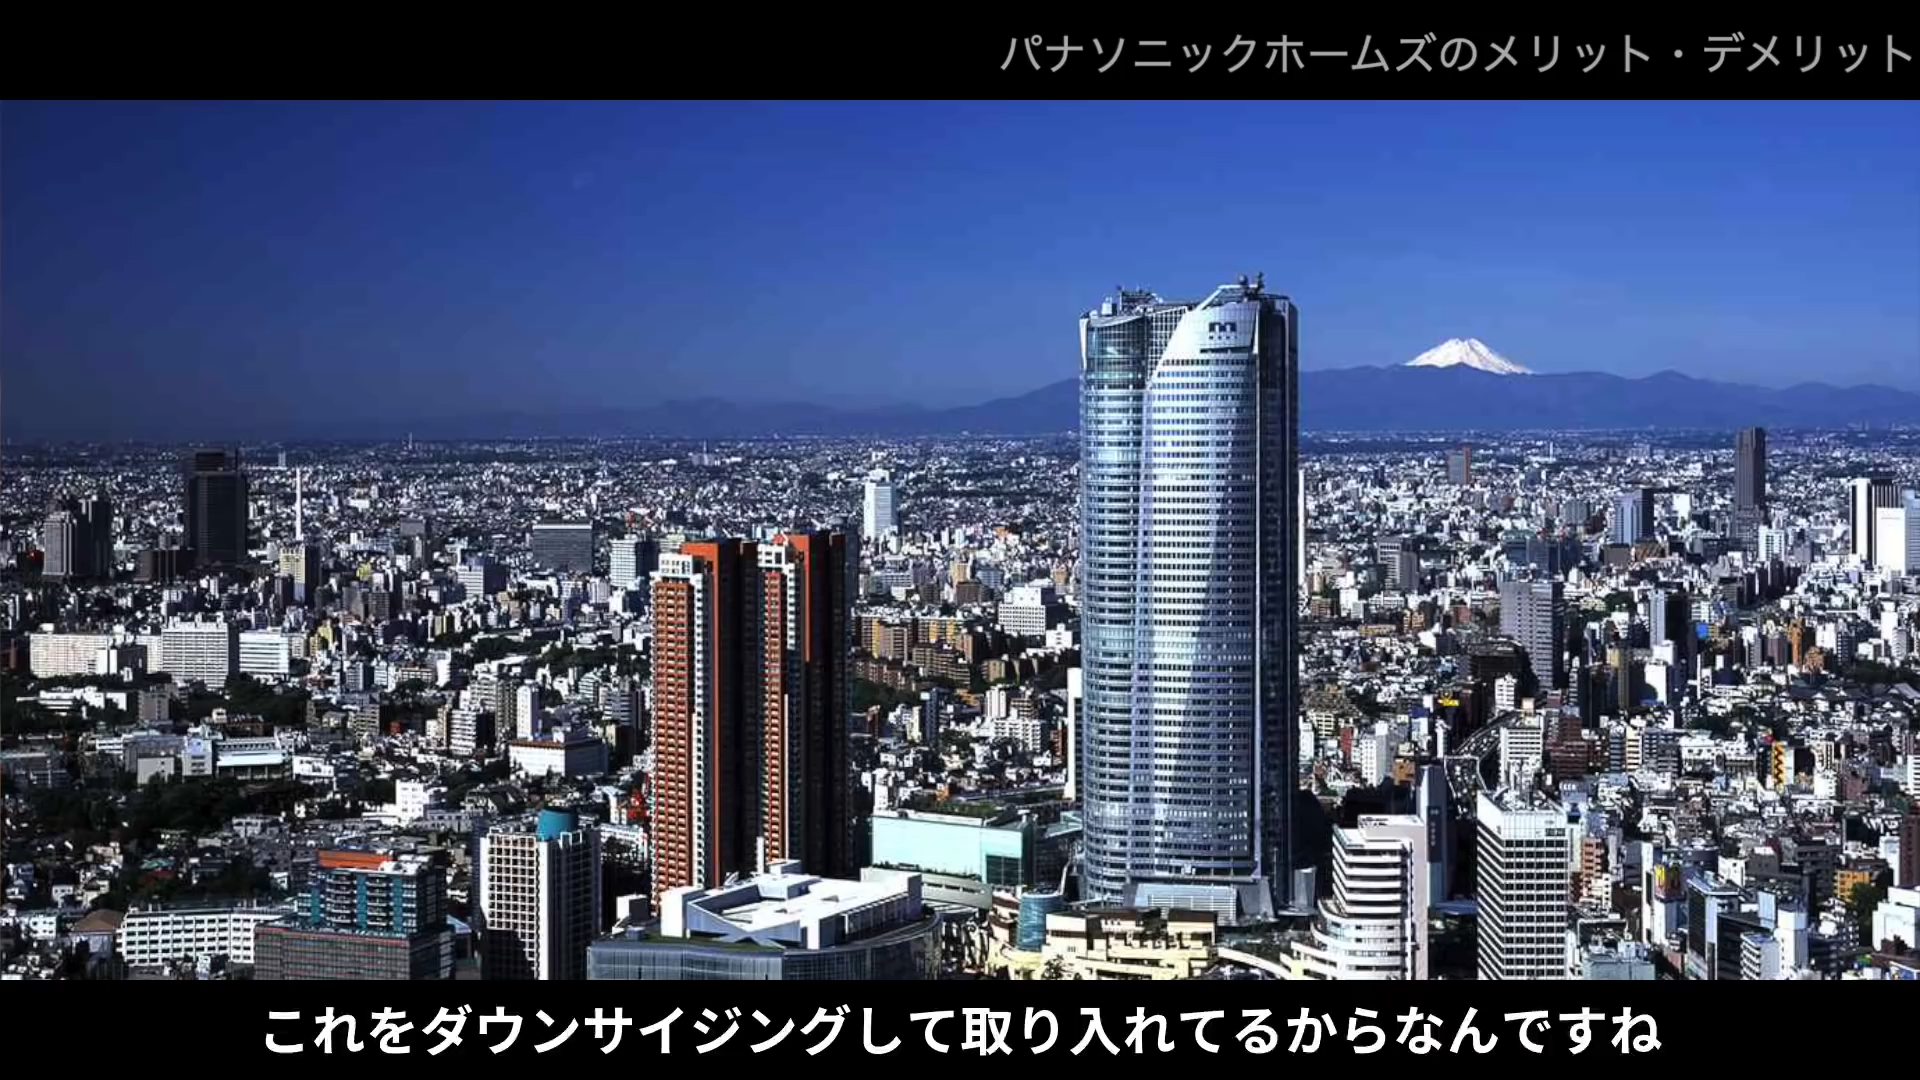 パナソニックホームズのメリット・デメリット
これをダウンサイジングして取り入れてるからなんですね